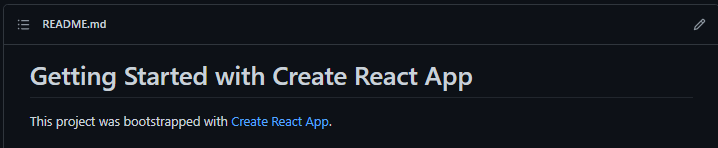 README.md
Getting Started with Create React App
This project was bootstrapped with Create React App.